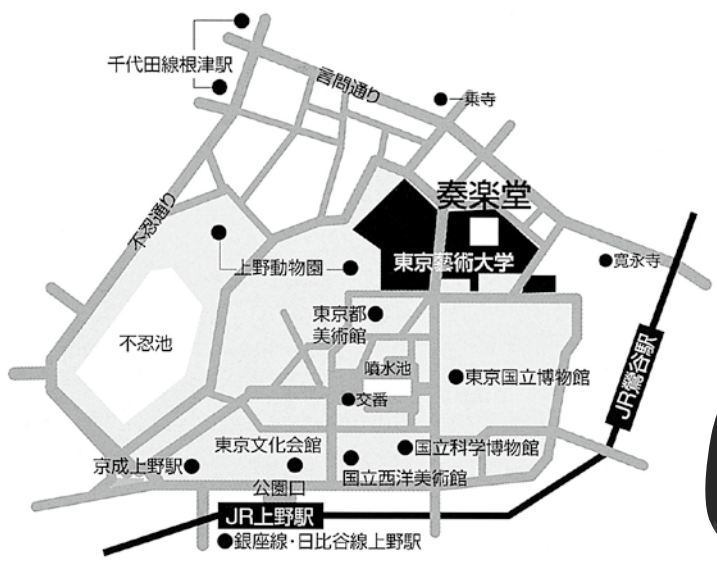 千代田線根津駅
言問通り
一乗寺
奏楽堂
不忍通り
上野動物園
東京藝術大学
寛永寺
東京都
美術館
不忍池
噴水池
東京国立博物館
JR鶯谷駅
交番
東京文化会館
国立科学博物館
京成上野駅
国立西洋美術館
公園口
JR上野駅
銀座線・日比谷線上野駅